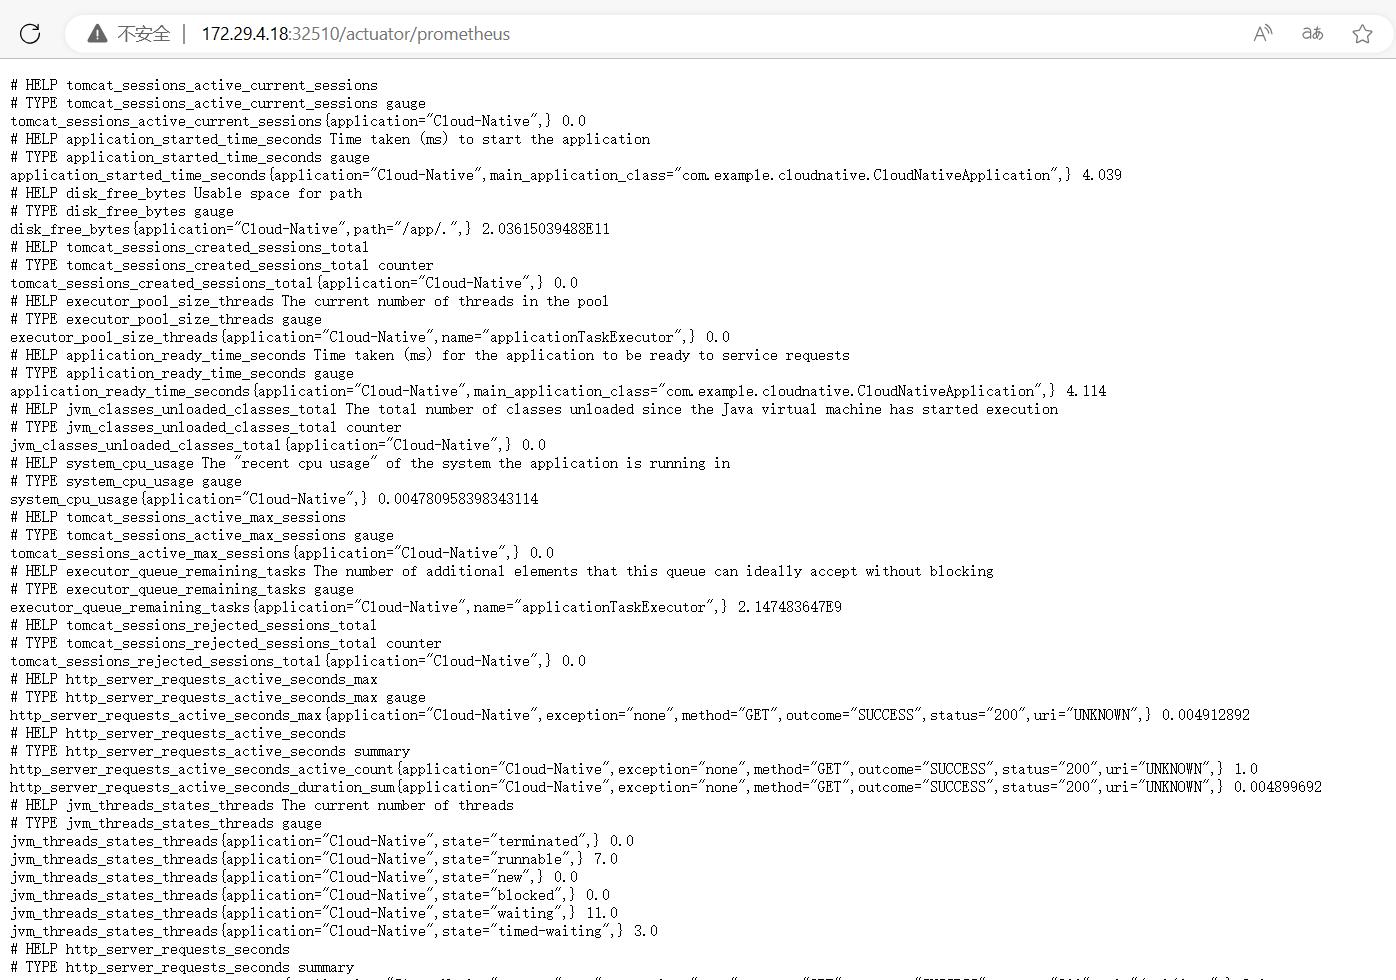 不安全 172.29.4.18:32510/actuator/prometheus A aあ
# HELP tomcat_sessions_active_current_sessions
# TYPE tomcat_sessions_active_current_sessions gauge
tomcat_sessions_active_current_sessions{application="Cloud-Native",} 0.0
# HELP application_started_time_seconds Time taken (ms) to start the application
# TYPE application_started_time_seconds gauge
application_started_time_seconds{application="Cloud-Native",main_application_class="com.example.cloudnative.CloudNativeApplication",} 4.039
# HELP disk_free_bytes Usable space for path
# TYPE disk_free_bytes gauge
disk_free_bytes{application="Cloud-Native",path="/app/.",} 2.03615039488E11
# HELP tomcat_sessions_created_sessions_total
# TYPE tomcat_sessions_created_sessions_total counter
tomcat_sessions_created_sessions_total{application="Cloud-Native",} 0.0
# HELP executor_pool_size_threads The current number of threads in the pool
# TYPE executor_pool_size_threads gauge
executor_pool_size_threads{application="Cloud-Native",name="applicationTaskExecutor",} 0.0
# HELP application_ready_time_seconds Time taken (ms) for the application to be ready to service requests
# TYPE application_ready_time_seconds gauge
application_ready_time_seconds{application="Cloud-Native",main_application_class="com.example.cloudnative.CloudNativeApplication",} 4.114
# HELP jvm_classes_unloaded_classes_total The total number of classes unloaded since the Java virtual machine has started execution
# TYPE jvm_classes_unloaded_classes_total counter
jvm_classes_unloaded_classes_total{application="Cloud-Native",} 0.0
# HELP system_cpu_usage The "recent cpu usage" of the system the application is running in
# TYPE system_cpu_usage gauge
system_cpu_usage{application="Cloud-Native",} 0.004780958398343114
# HELP tomcat_sessions_active_max_sessions
# TYPE tomcat_sessions_active_max_sessions gauge
tomcat_sessions_active_max_sessions{application="Cloud-Native",} 0.0
# HELP executor_queue_remaining_tasks The number of additional elements that this queue can ideally accept without blocking
# TYPE executor_queue_remaining_tasks gauge
executor_queue_remaining_tasks{application="Cloud-Native",name="applicationTaskExecutor",} 2.147483647E9
# HELP tomcat_sessions_rejected_sessions_total
# TYPE tomcat_sessions_rejected_sessions_total counter
tomcat_sessions_rejected_sessions_total{application="Cloud-Native",} 0.0
# HELP http_server_requests_active_seconds_max
# TYPE http_server_requests_active_seconds_max gauge
http_server_requests_active_seconds_max{application="Cloud-Native",exception="none",method="GET",outcome="SUCCESS",status="200",uri="UNKNOWN",} 0.004912892
# HELP http_server_requests_active_seconds
# TYPE http_server_requests_active_seconds summary
http_server_requests_active_seconds_active_count{application="Cloud-Native",exception="none",method="GET",outcome="SUCCESS",status="200",uri="UNKNOWN",} 1.0
http_server_requests_active_seconds_duration_sum{application="Cloud-Native",exception="none",method="GET",outcome="SUCCESS",status="200",uri="UNKNOWN",} 0.004899692
# HELP jvm_threads_states_threads The current number of threads
# TYPE jvm_threads_states_threads gauge
jvm_threads_states_threads{application="Cloud-Native",state="terminated",} 0.0
jvm_threads_states_threads{application="Cloud-Native",state="runnable",} 7.0
jvm_threads_states_threads{application="Cloud-Native",state="new",} 0.0
jvm_threads_states_threads{application="Cloud-Native",state="blocked",} 0.0
jvm_threads_states_threads{application="Cloud-Native",state="waiting",} 11.0
jvm_threads_states_threads{application="Cloud-Native",state="timed-waiting",} 3.0
# HELP http_server_requests_seconds
# TYPE http_server_requests_seconds summary